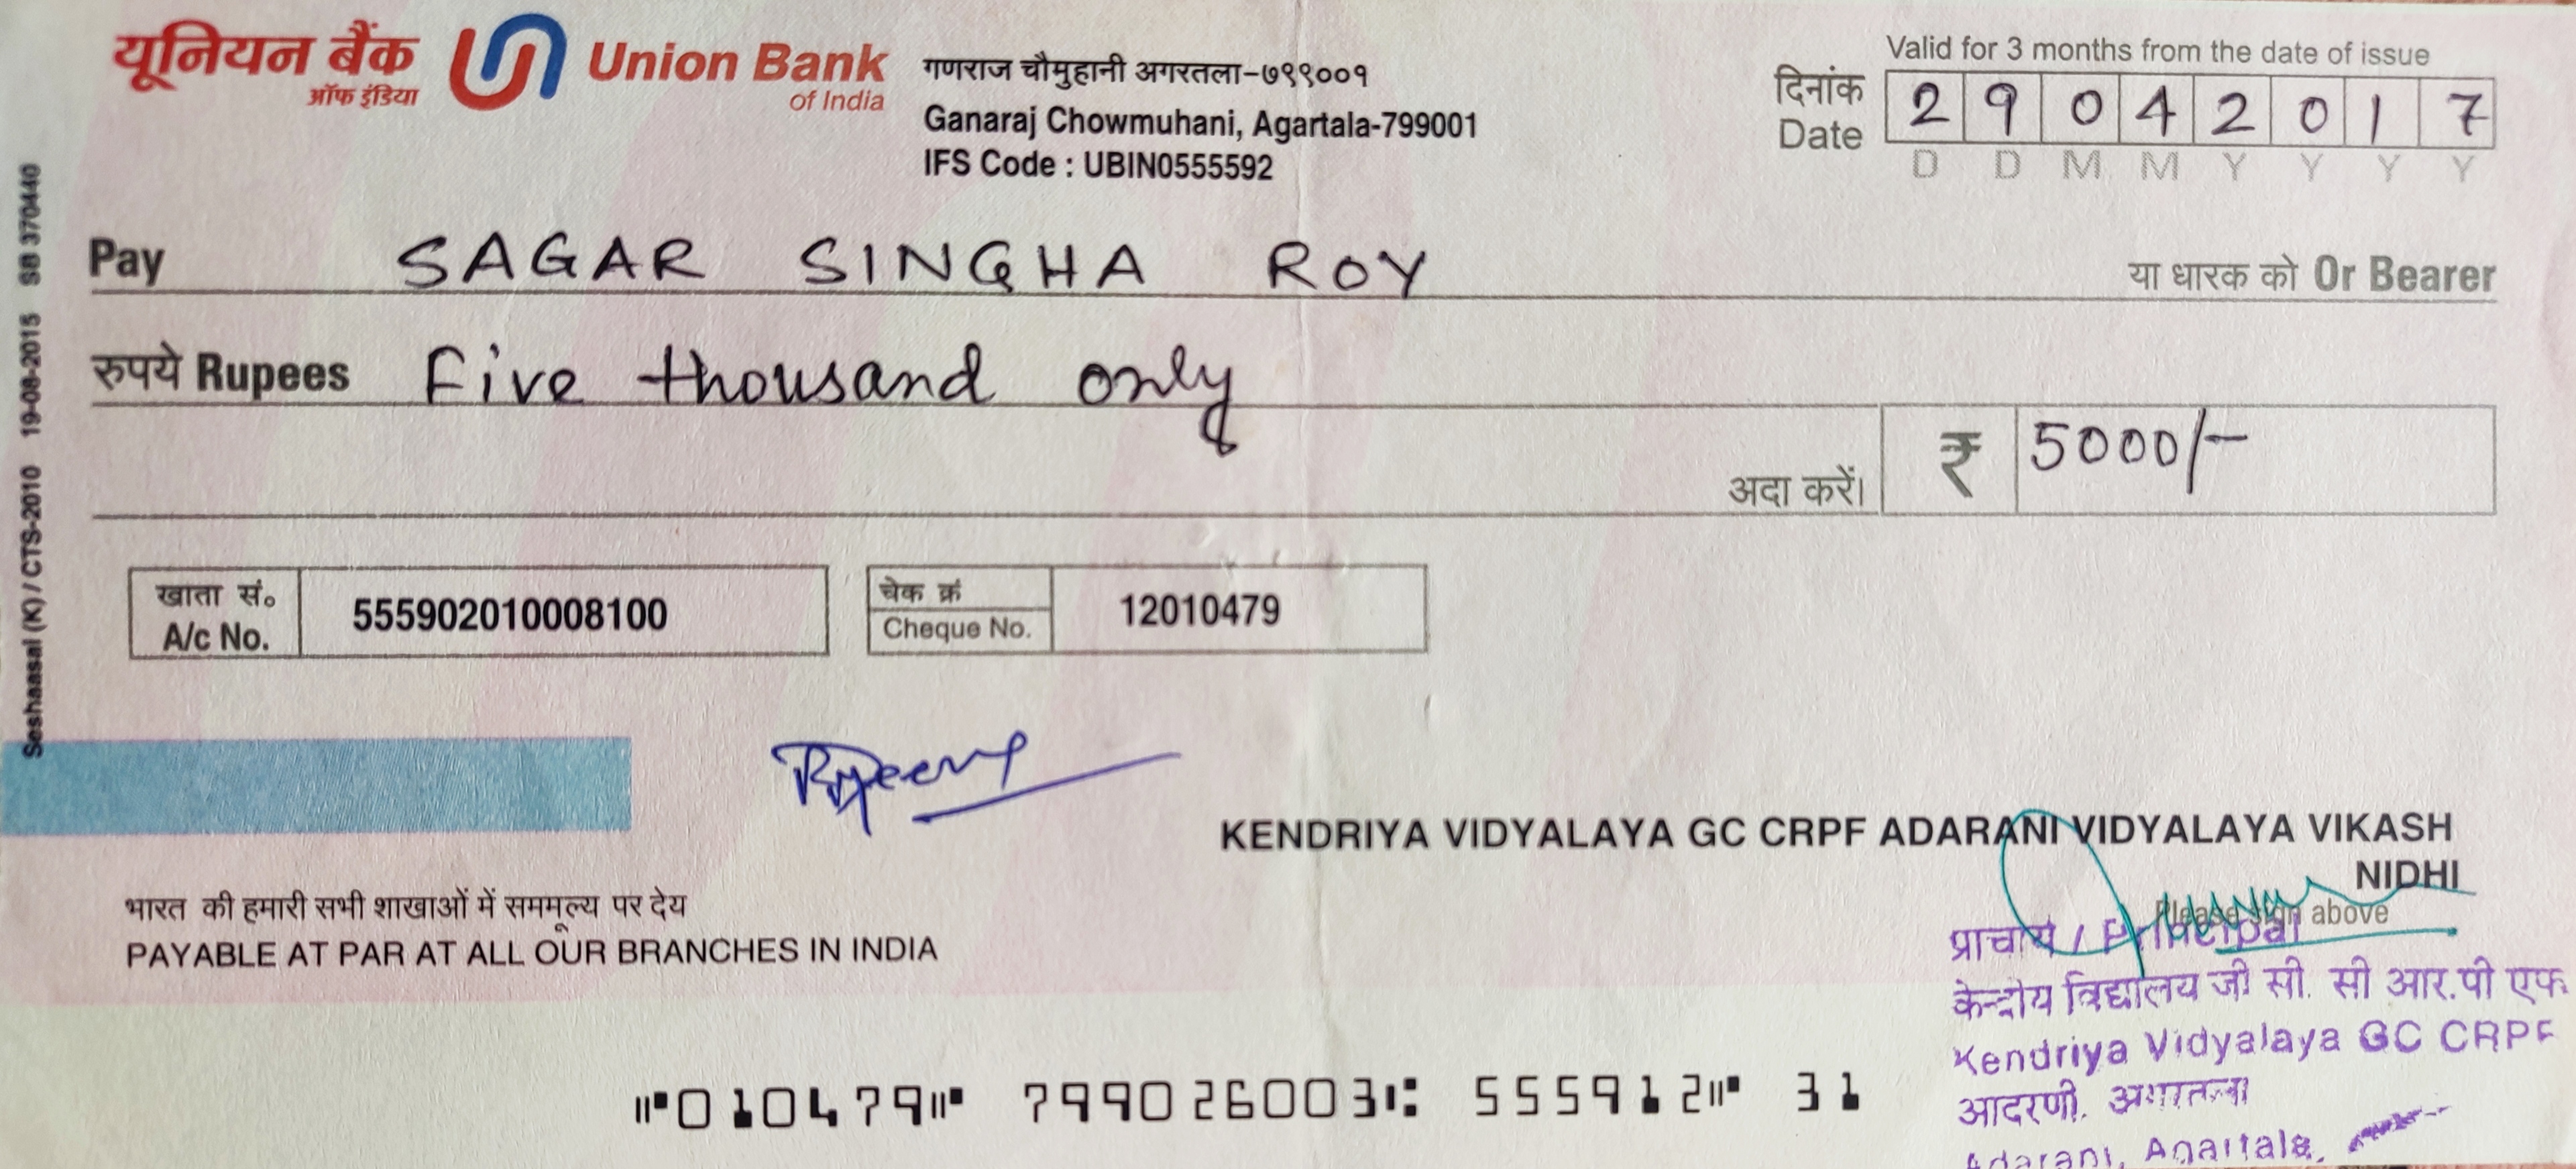 यूनियन बैंक
ऑफ इंडिया
Union Bank
of India
गणराज चौमुहानी अगरतला-७९९००१
Ganaraj Chowmuhani, Agartala-799001
IFS Code : UBIN0555592
Valid for 3 months from the date of issue
दिनांक
Date
2 9 0 4 2 0 1 7
D D M M Y Y Y Y
Seshaasai (K) / CTS-2010 19-08-2015 SB 370440
Pay SAGAR SINGHA ROY या धारक को Or Bearer
रुपये Rupees Five thousand only
अदा करें। ₹ 5000/-
खाता सं॰
A/c No.
555902010008100
चेक क्रं
Cheque No.
12010479
KENDRIYA VIDYALAYA GC CRPF ADARANI VIDYALAYA VIKASH
NIDHI
Please sign above
भारत की हमारी सभी शाखाओं में सममूल्य पर देय
PAYABLE AT PAR AT ALL OUR BRANCHES IN INDIA
प्राचार्य / Principal
केन्द्रीय विद्यालय जी सी. सी आर.पी एफ
Kendriya Vidyalaya GC CRPF
आदरणी, अगरतला
Adarani, Agartala.
⑈010479⑈ 799026003⑆ 555912⑈ 31